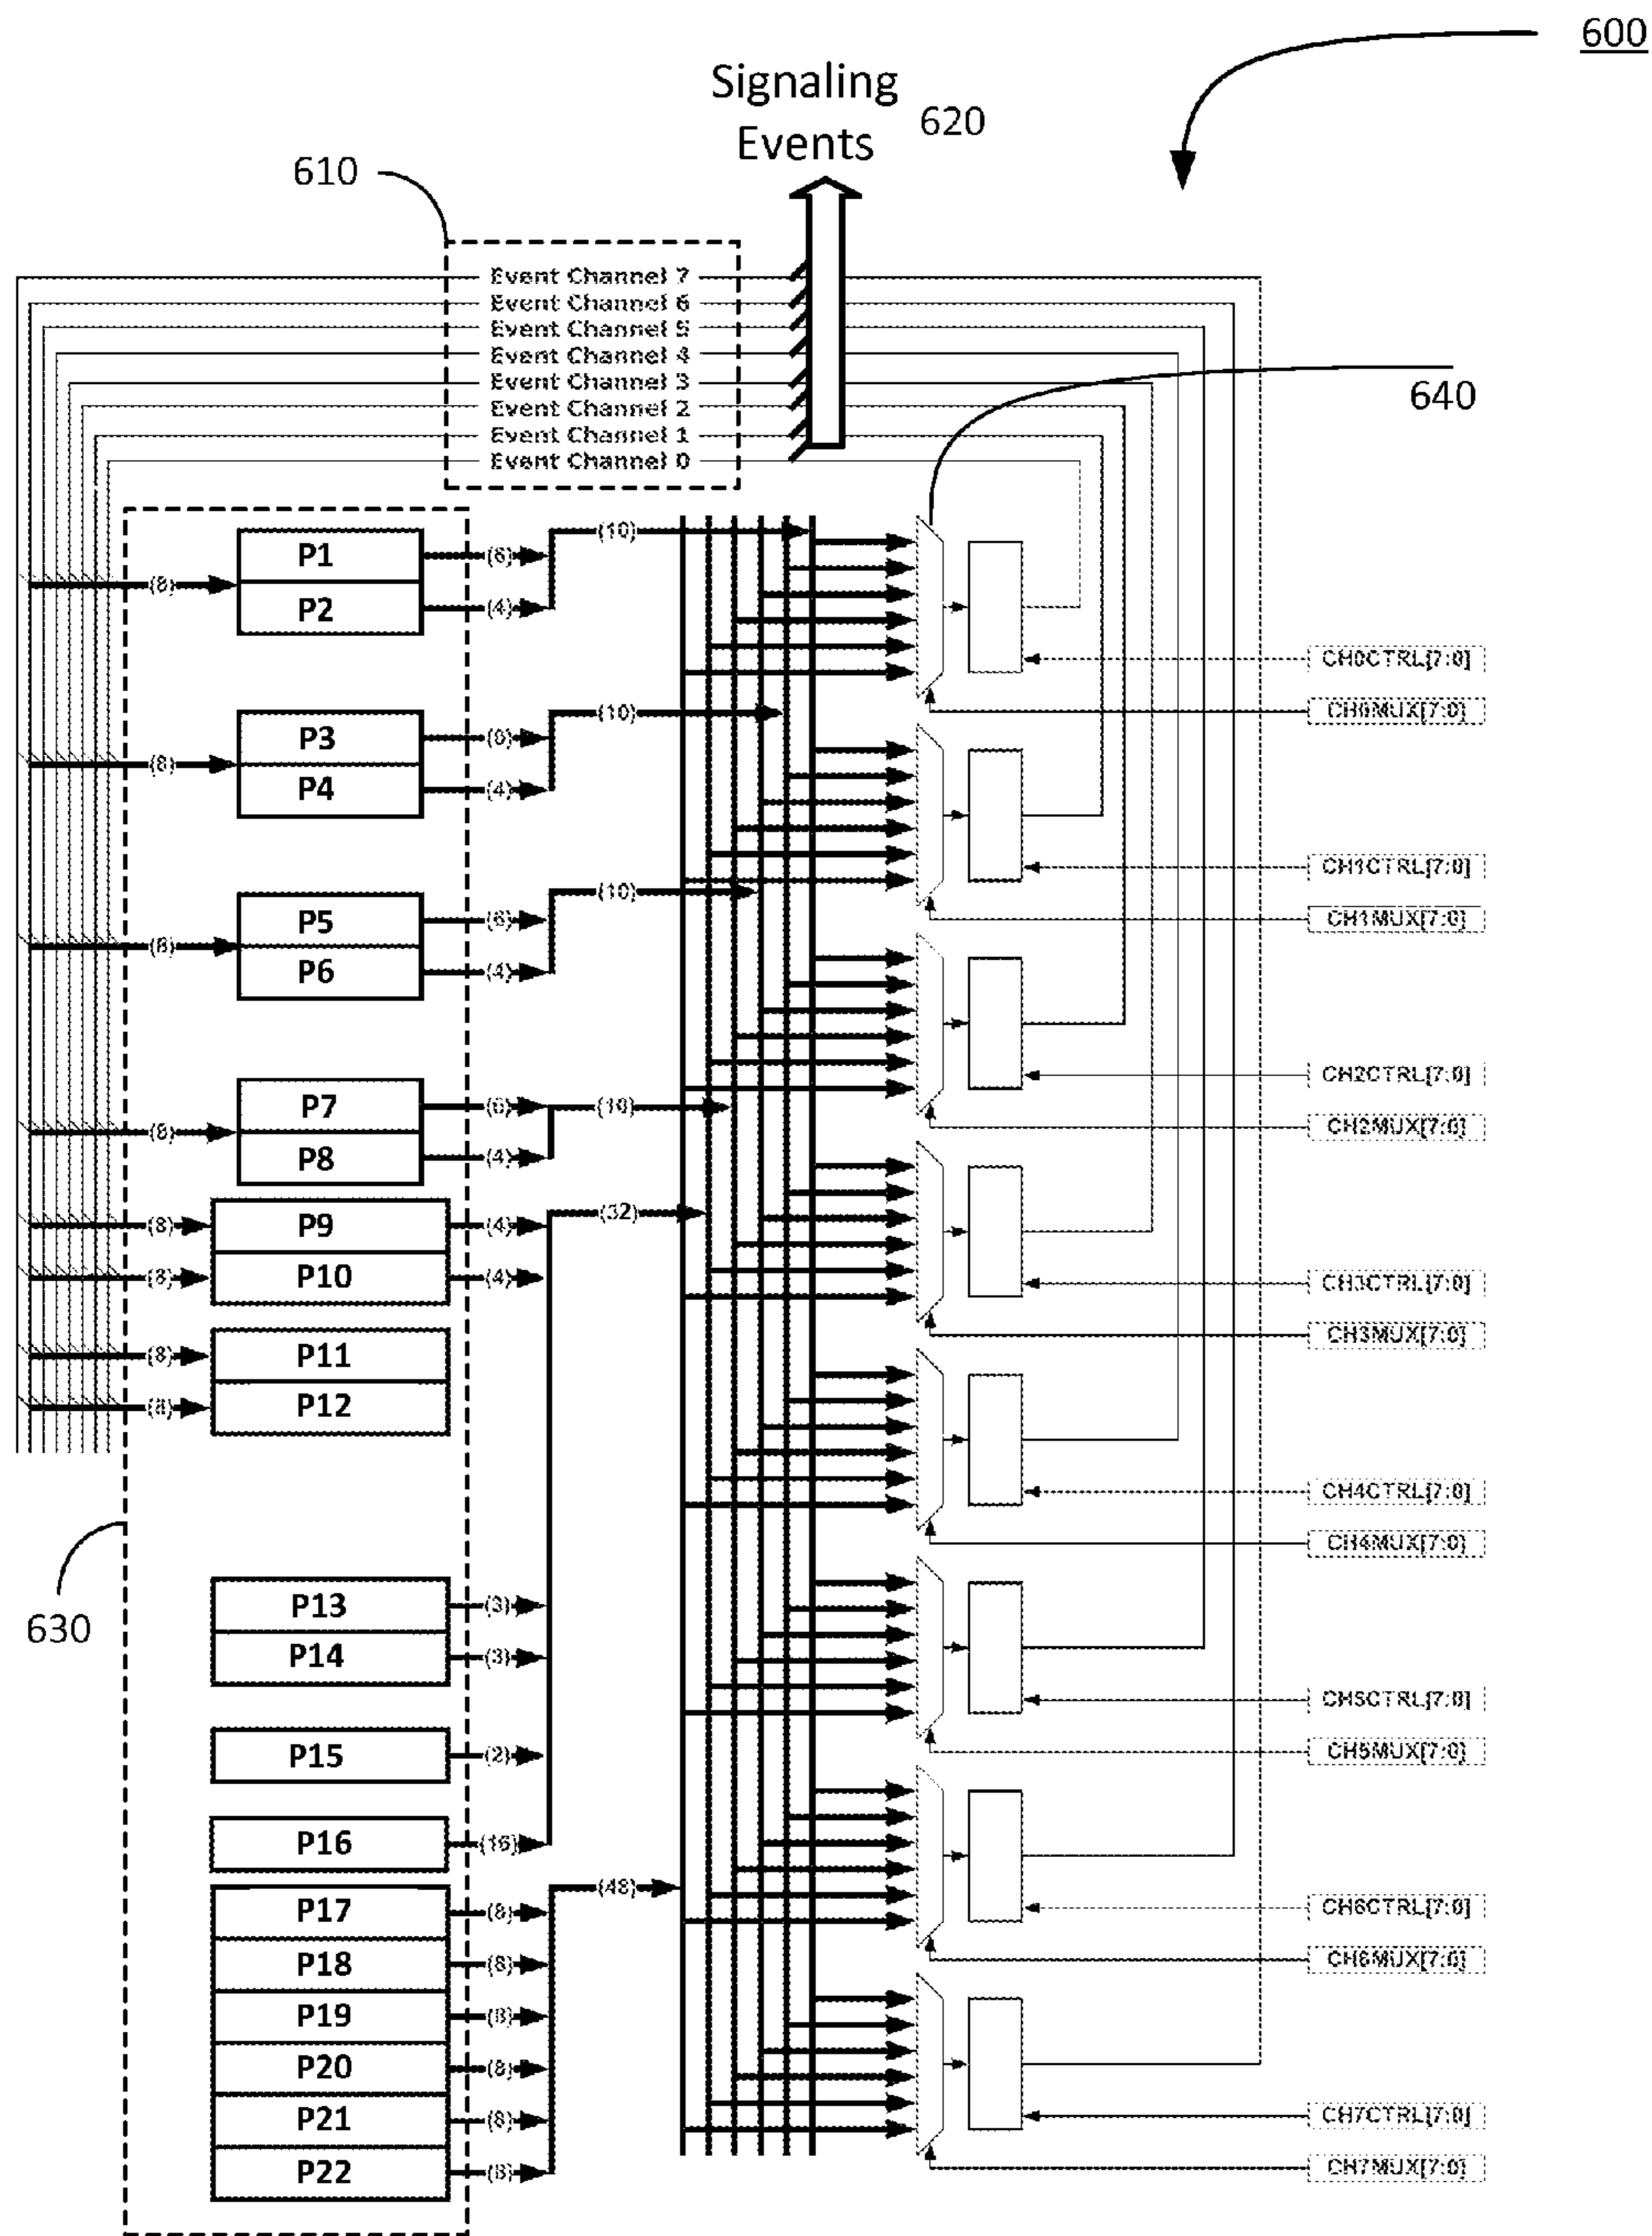 600
Signaling
Events
620
610
Event Channel 7
Event Channel 6
Event Channel 5
Event Channel 4
Event Channel 3
Event Channel 2
Event Channel 1
Event Channel 0
640
P1
(6)
(10)
(8)
P2
(4)
CH0CTRL[7:0]
CH0MUX[7:0]
P3
(6)
(10)
(8)
P4
(4)
CH1CTRL[7:0]
CH1MUX[7:0]
P5
(6)
(10)
(8)
P6
(4)
CH2CTRL[7:0]
CH2MUX[7:0]
P7
(6)
(10)
(8)
P8
(4)
(8)
P9
(4)
(32)
(8)
P10
(4)
CH3CTRL[7:0]
CH3MUX[7:0]
(8)
P11
(8)
P12
CH4CTRL[7:0]
CH4MUX[7:0]
630
P13
(3)
P14
(3)
CH5CTRL[7:0]
CH5MUX[7:0]
P15
(2)
P16
(16)
(48)
P17
(8)
CH6CTRL[7:0]
CH6MUX[7:0]
P18
(8)
P19
(8)
P20
(8)
P21
(8)
CH7CTRL[7:0]
CH7MUX[7:0]
P22
(8)